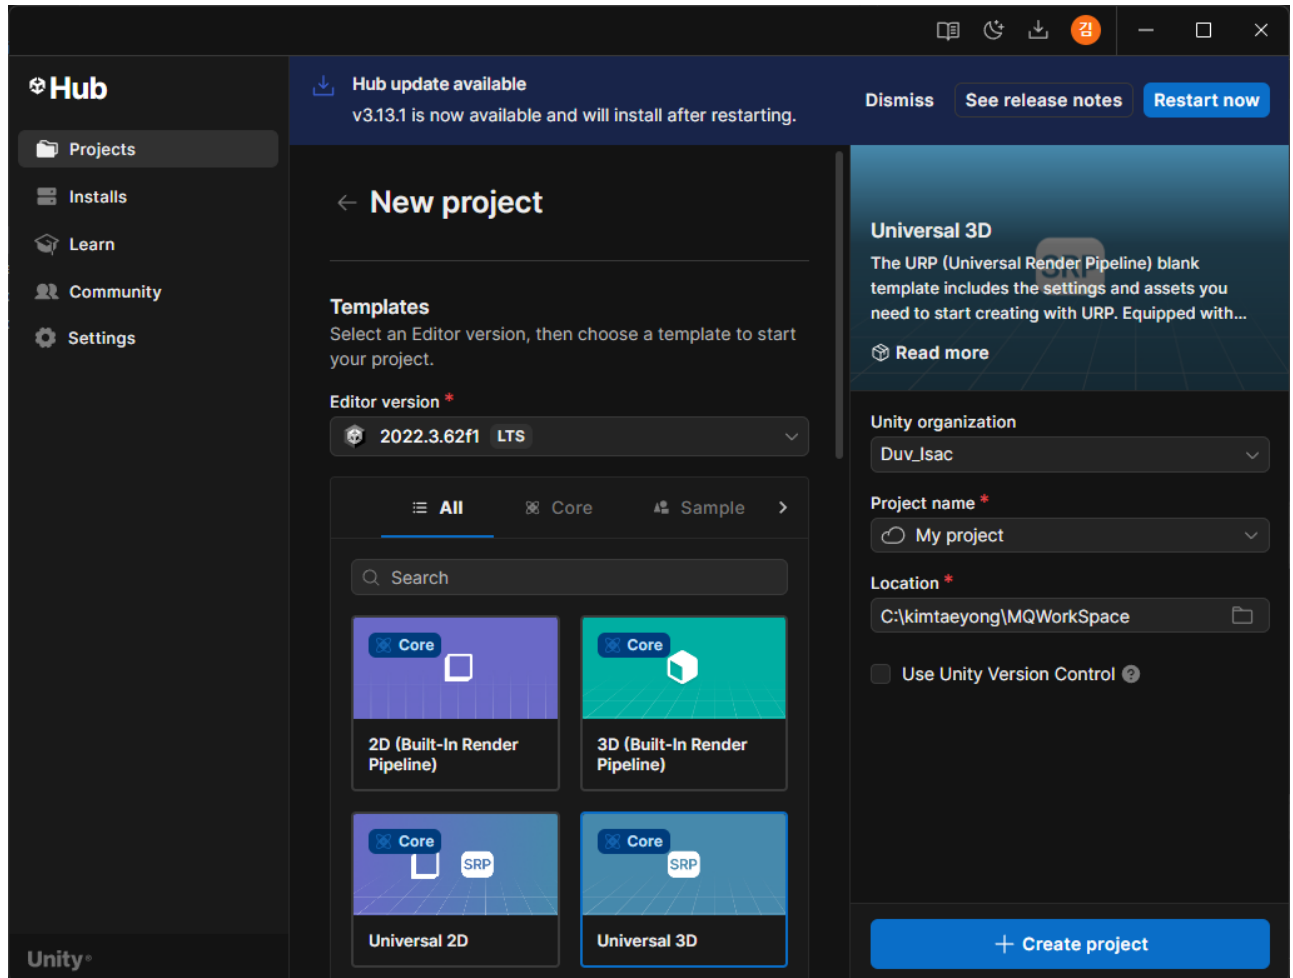 김
Hub
Projects
Installs
Learn
Community
Settings
Unity®
Hub update available
v3.13.1 is now available and will install after restarting.
Dismiss
See release notes
Restart now
New project
Templates
Select an Editor version, then choose a template to start
your project.
Editor version *
2022.3.62f1 LTS
All
Core
Sample
Search
Core
2D (Built-In Render
Pipeline)
Core
3D (Built-In Render
Pipeline)
Core
SRP
Universal 2D
Core
SRP
Universal 3D
SRP
Universal 3D
The URP (Universal Render Pipeline) blank
template includes the settings and assets you
need to start creating with URP. Equipped with...
Read more
Unity organization
Duv_Isac
Project name *
My project
Location *
C:\kimtaeyong\MQWorkSpace
Use Unity Version Control ?
+ Create project